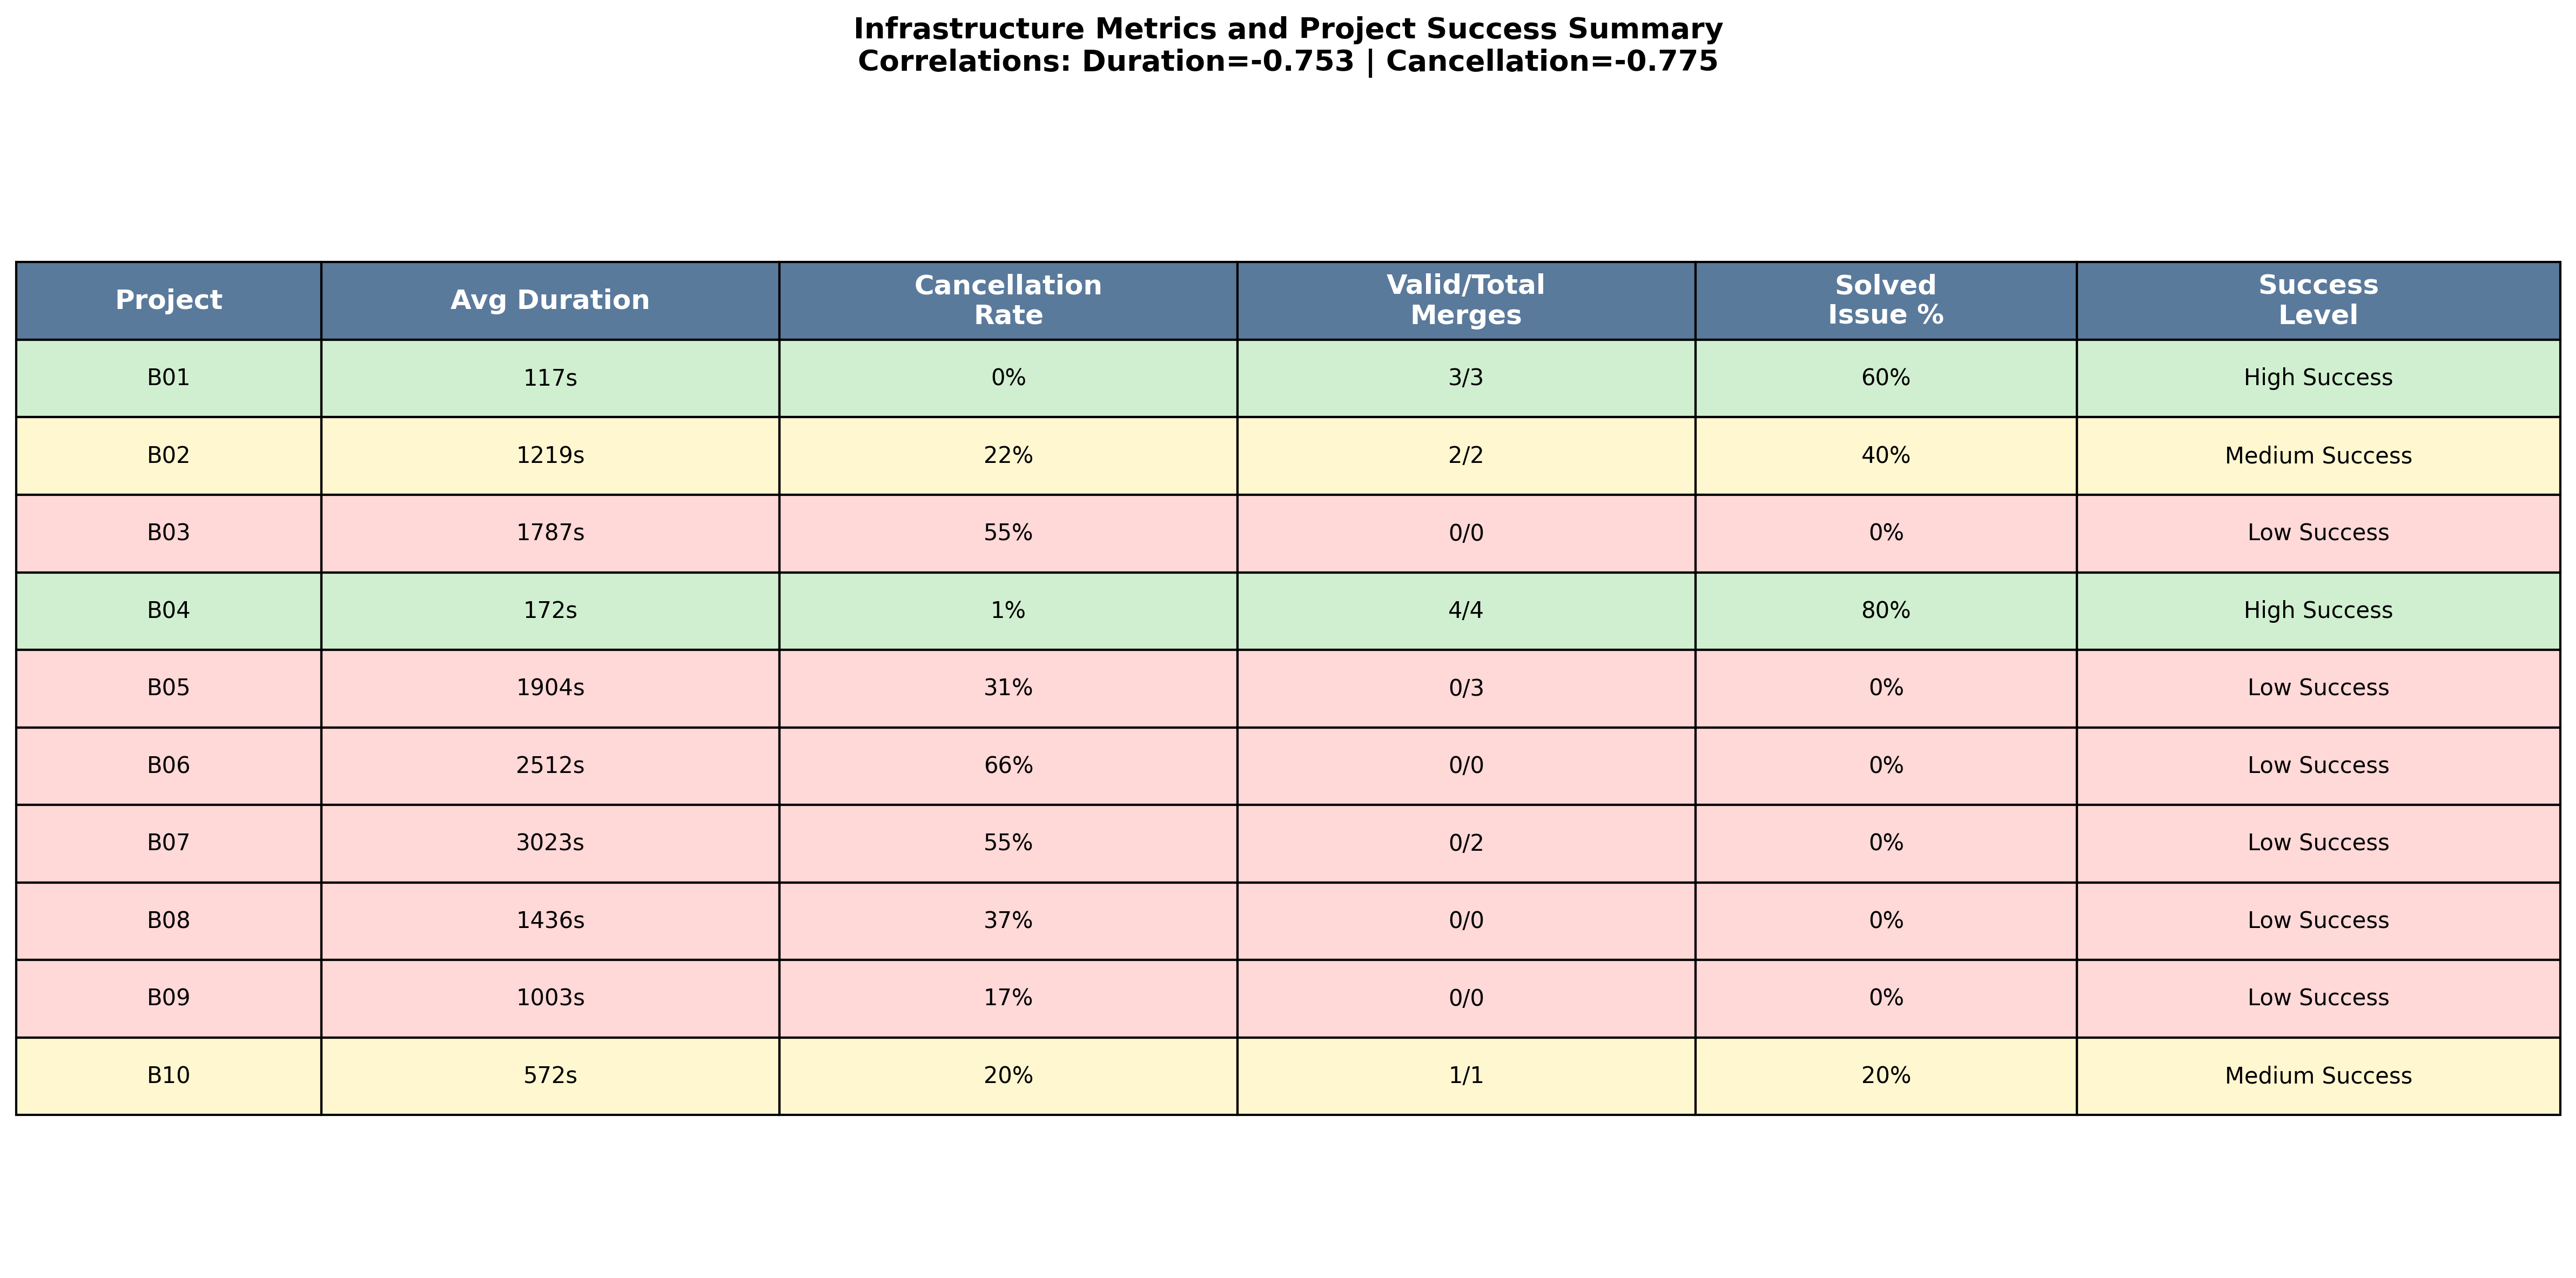 Infrastructure Metrics and Project Success Summary
Correlations: Duration=-0.753 | Cancellation=-0.775
Project Avg Duration Cancellation Rate Valid/Total Merges Solved Issue % Success Level
B01 117s 0% 3/3 60% High Success
B02 1219s 22% 2/2 40% Medium Success
B03 1787s 55% 0/0 0% Low Success
B04 172s 1% 4/4 80% High Success
B05 1904s 31% 0/3 0% Low Success
B06 2512s 66% 0/0 0% Low Success
B07 3023s 55% 0/2 0% Low Success
B08 1436s 37% 0/0 0% Low Success
B09 1003s 17% 0/0 0% Low Success
B10 572s 20% 1/1 20% Medium Success